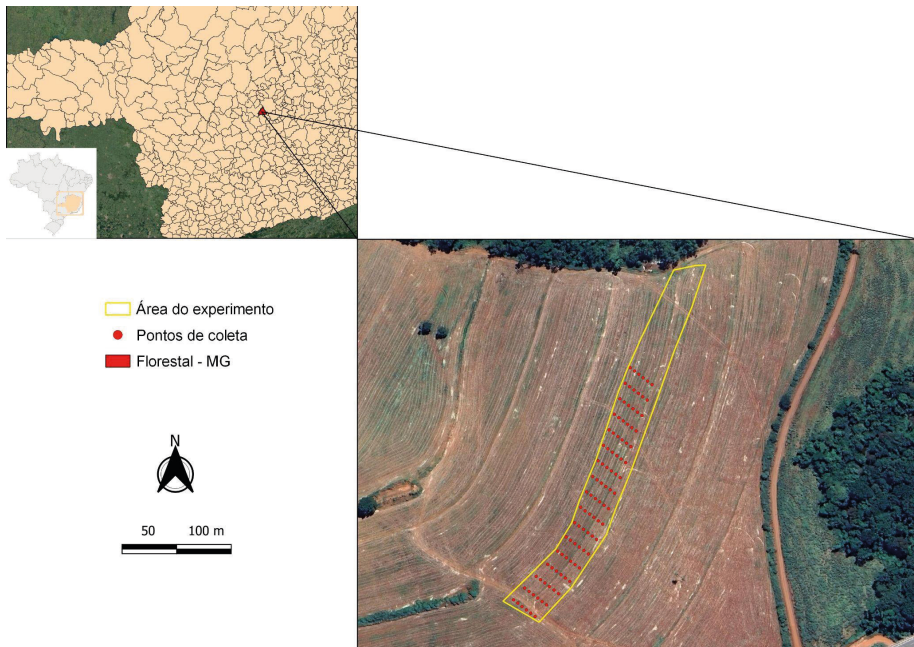 Área do experimento
Pontos de coleta
Florestal - MG
N
50 100 m